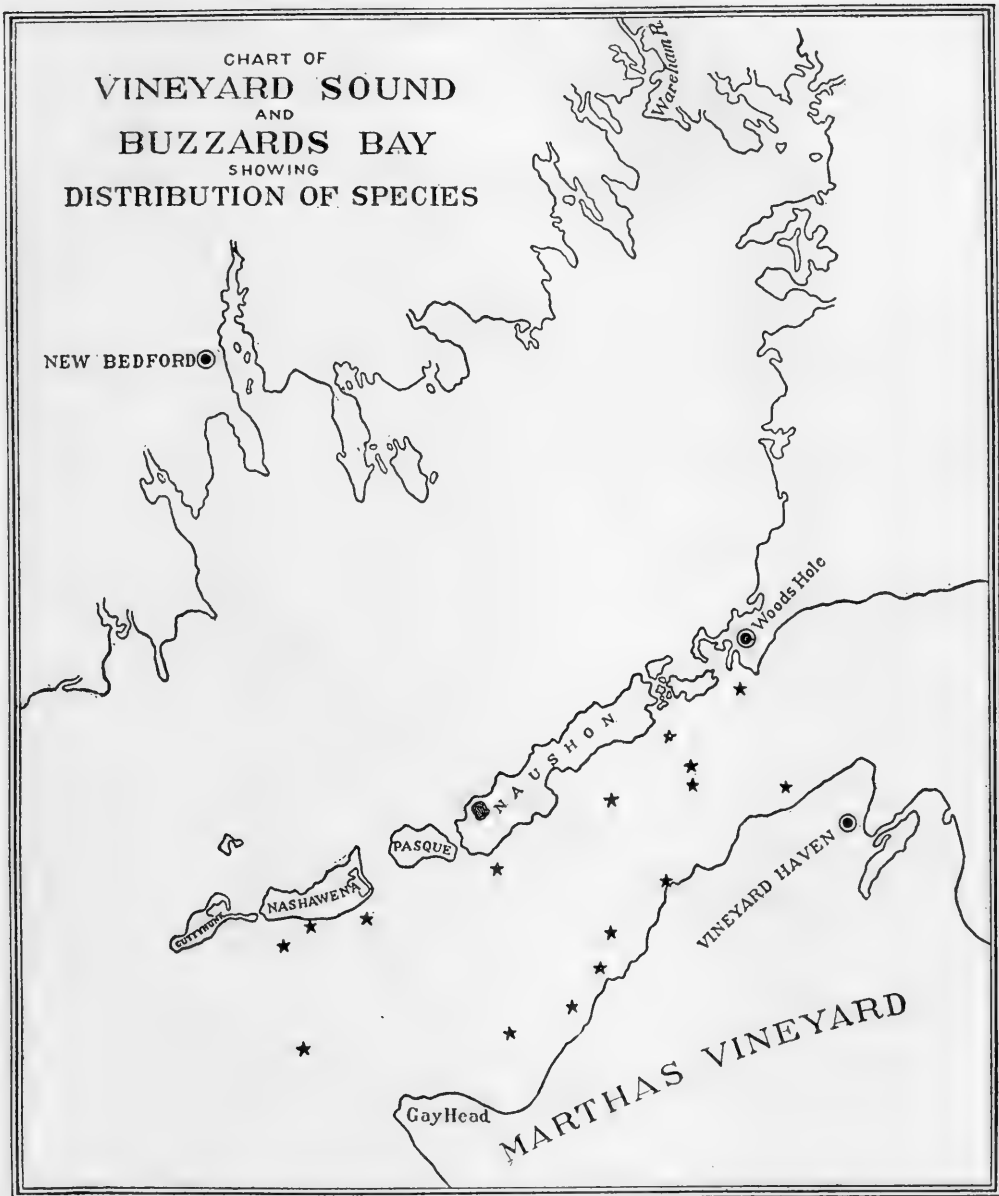 CHART OF
VINEYARD SOUND
AND
BUZZARDS BAY
SHOWING
DISTRIBUTION OF SPECIES
Wareham R.
NEW BEDFORD
Woods Hole
NAUSHON
PASQUE
NASHAWENA
CUTTYHUNK
VINEYARD HAVEN
MARTHAS VINEYARD
Gay Head